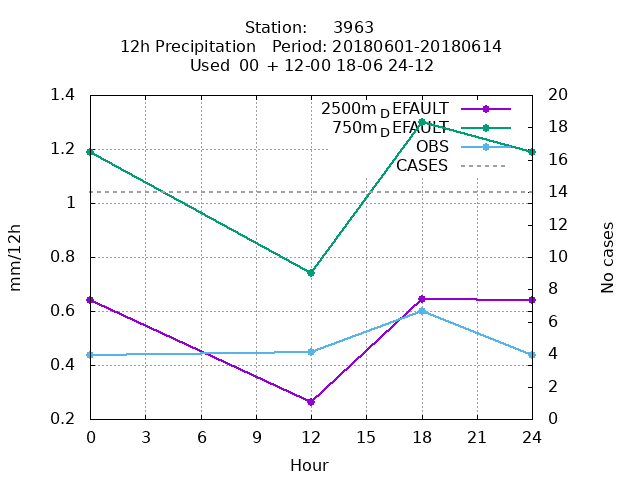 Station: 3963
12h Precipitation Period: 20180601-20180614
Used 00 + 12-00 18-06 24-12
2500m_DEFAULT
750m_DEFAULT
OBS
CASES
1.4
1.2
1
0.8
0.6
0.4
0.2
20
18
16
14
12
10
8
6
4
2
0
mm/12h
No cases
0 3 6 9 12 15 18 21 24
Hour